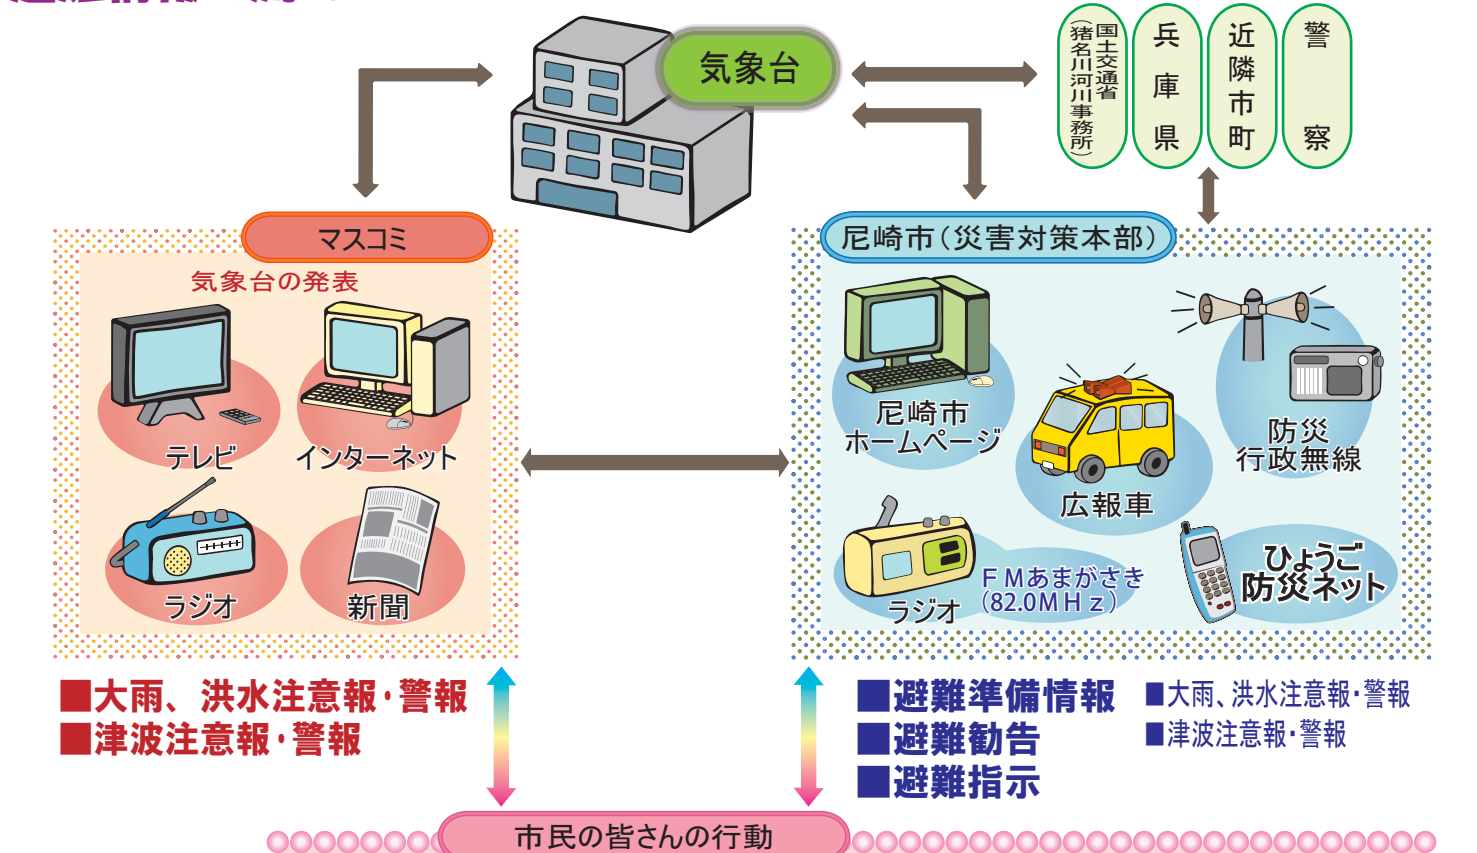 気象台
国土交通省
（猪名川河川事務所）
兵庫県
近隣市町
警察
マスコミ
気象台の発表
テレビ
インターネット
ラジオ
新聞
尼崎市（災害対策本部）
尼崎市
ホームページ
広報車
防災
行政無線
ラジオ
ＦＭあまがさき
（82.0ＭＨｚ）
ひょうご
防災ネット
■大雨、洪水注意報・警報
■津波注意報・警報
■避難準備情報
■避難勧告
■避難指示
■大雨、洪水注意報・警報
■津波注意報・警報
市民の皆さんの行動